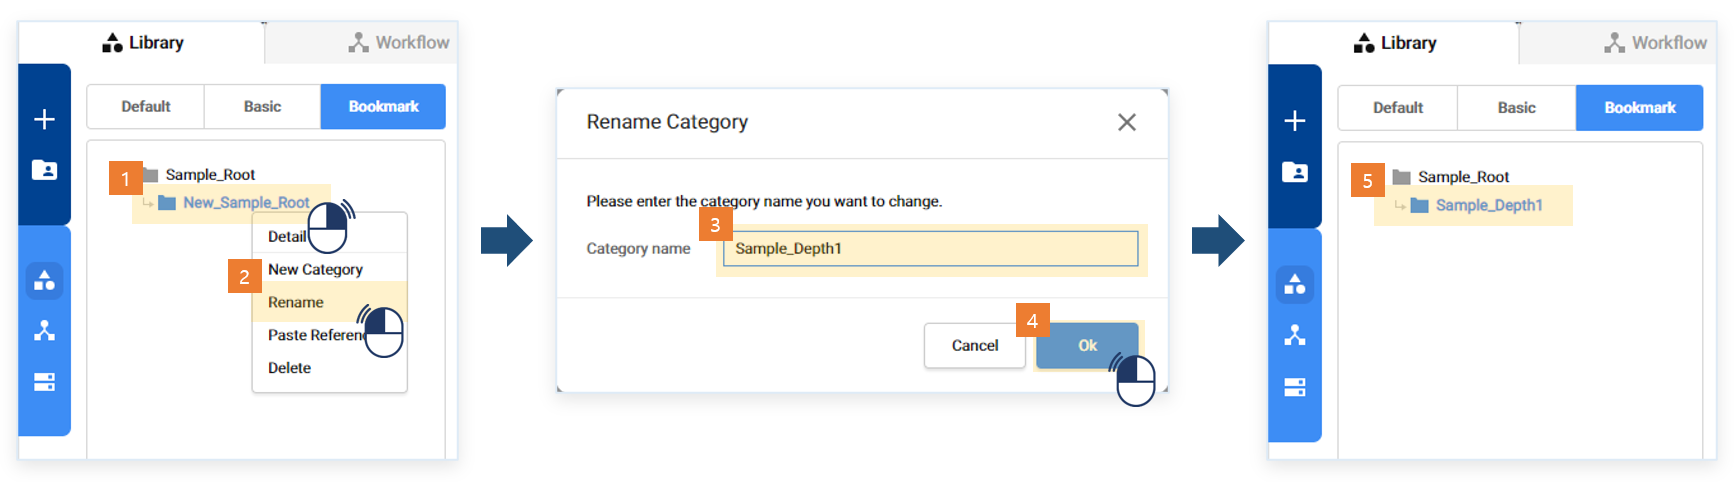 Library
Workflow
Default
Basic
Bookmark
1
Sample_Root
New_Sample_Root
Detail
2
New Category
Rename
Paste Referen
Delete
Rename Category
Please enter the category name you want to change.
3
Category name
Sample_Depth1
4
Cancel
Ok
Library
Workflow
Default
Basic
Bookmark
5
Sample_Root
Sample_Depth1